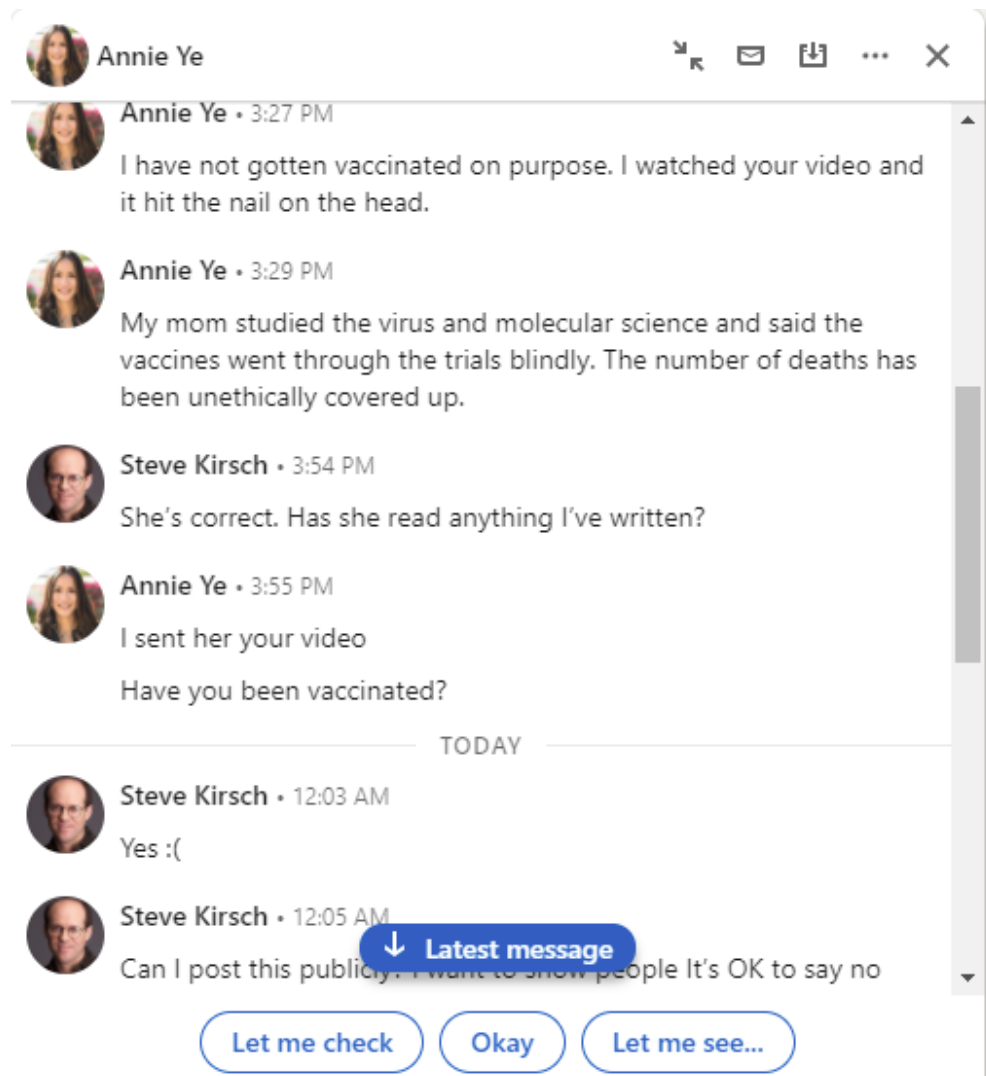 Annie Ye
Annie Ye • 3:27 PM
I have not gotten vaccinated on purpose. I watched your video and
it hit the nail on the head.
Annie Ye • 3:29 PM
My mom studied the virus and molecular science and said the
vaccines went through the trials blindly. The number of deaths has
been unethically covered up.
Steve Kirsch • 3:54 PM
She's correct. Has she read anything I've written?
Annie Ye • 3:55 PM
I sent her your video
Have you been vaccinated?
TODAY
Steve Kirsch • 12:03 AM
Yes :(
Steve Kirsch • 12:05 AM
Latest message
Can I post this publicly? I want to show people It's OK to say no
Let me check
Okay
Let me see...